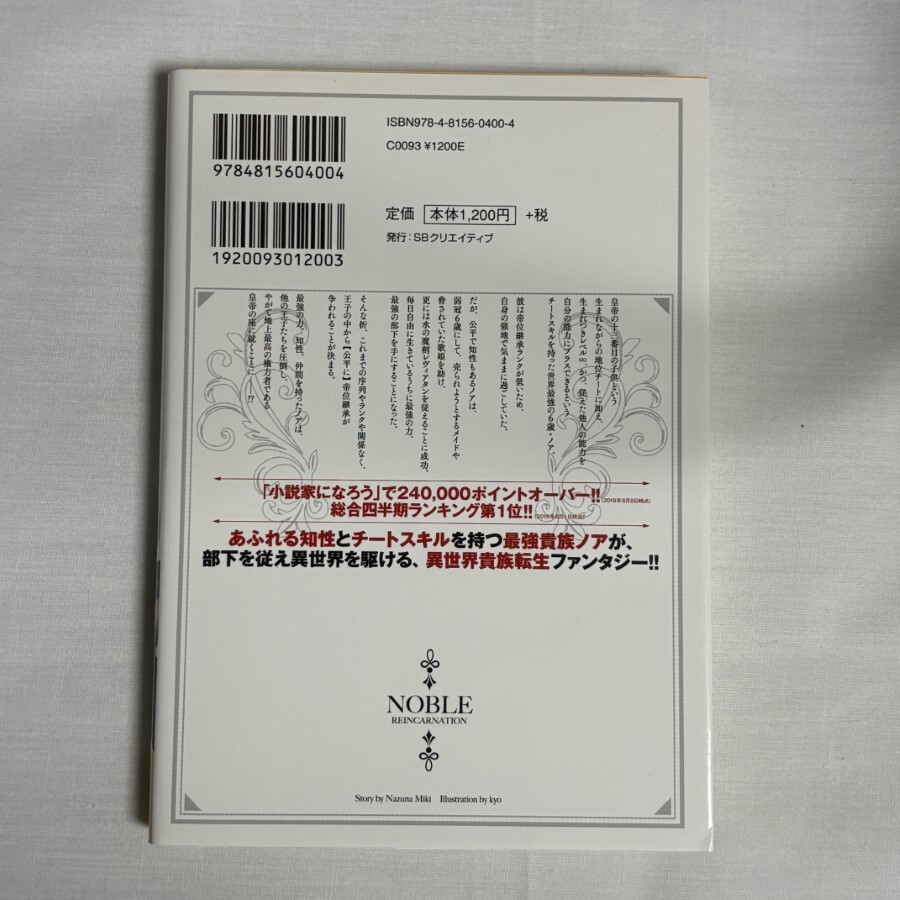 ISBN978-4-8156-0400-4
C0093 ¥1200E
9784815604004
定価 本体1,200円 +税
発行：SBクリエイティブ
1920093012003
皇帝の十三番目の子供という
生まれながらの地位チートに加え、
生まれつきレベル∞、かつ、従えた他人の能力を
自分の能力にプラスできるという
チートスキルを持った世界最強の6歳・ノア。
彼は帝位継承ランクが低いため、
自身の領地で気ままに過ごしていた。
だが、公平で知性もあるノアは、
弱冠6歳にして、売られようとするメイドや
脅されていた歌姫を助け、
更には水の魔剣レヴィアタンを従えることに成功。
毎日自由に生きているうちに最強の力、
最強の部下を手にすることになった。
そんな折、これまでの序列やランクや関係なく、
王子の中から【公平に】帝位継承が
争われることが決まる。
最強の力、知性、仲間を持ったノアは、
他の王子たちを圧倒し、
やがて地上最高の権力者である
皇帝の座に就くことに――!?
「小説家になろう」で240,000ポイントオーバー!!(2019年8月8日時点)
総合四半期ランキング第1位!!
あふれる知性とチートスキルを持つ最強貴族ノアが、
部下を従え異世界を駆ける、異世界貴族転生ファンタジー!!
NOBLE
REINCARNATION
Story by Nazuna Miki Illustration by kyo